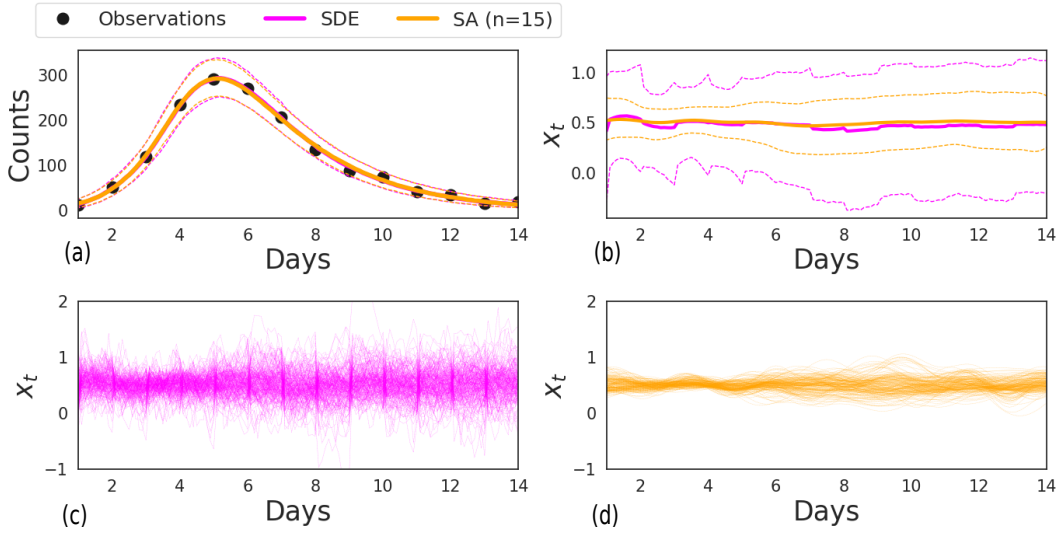 Observations SDE SA (n=15)
300
200
100
0
Counts
2 4 6 8 10 12 14
(a) Days
1.0
0.5
0.0
x_t
2 4 6 8 10 12 14
(b) Days
2
1
0
−1
x_t
2 4 6 8 10 12 14
(c) Days
2
1
0
−1
x_t
2 4 6 8 10 12 14
(d) Days